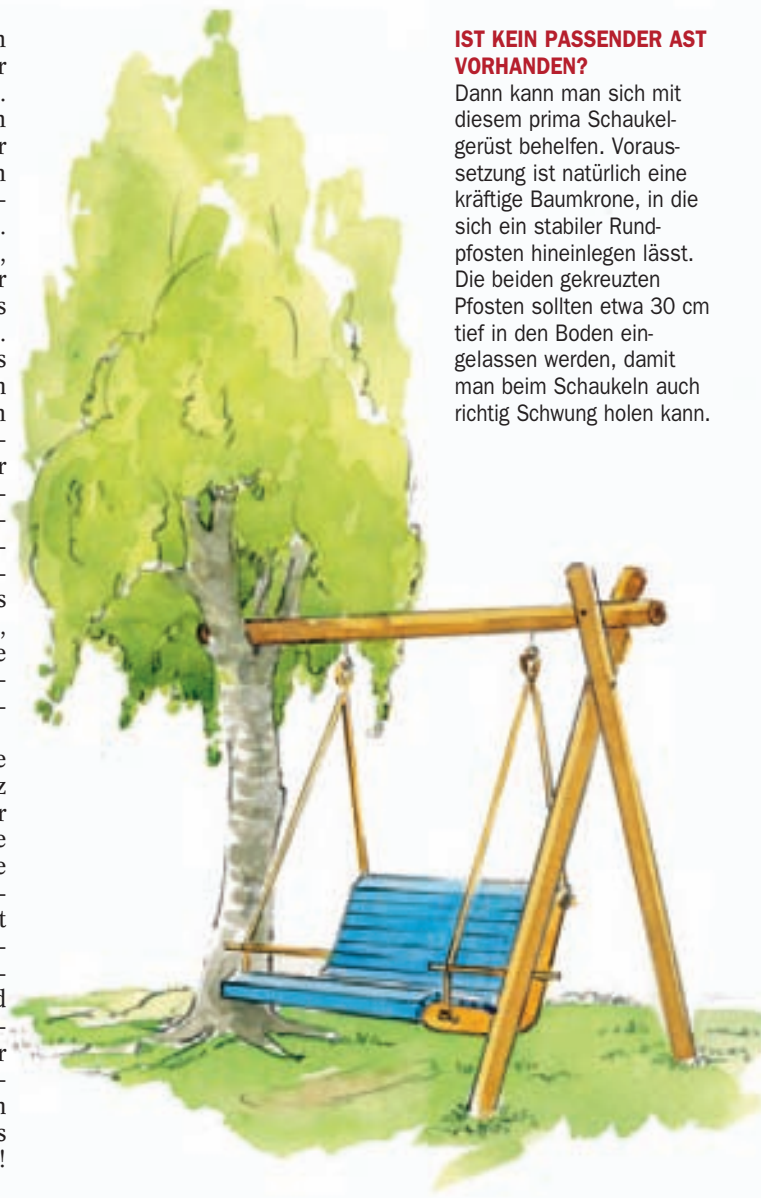 IST KEIN PASSENDER AST
VORHANDEN?
Dann kann man sich mit
diesem prima Schaukel-
gerüst behelfen. Voraus-
setzung ist natürlich eine
kräftige Baumkrone, in die
sich ein stabiler Rund-
pfosten hineinlegen lässt.
Die beiden gekreuzten
Pfosten sollten etwa 30 cm
tief in den Boden ein-
gelassen werden, damit
man beim Schaukeln auch
richtig Schwung holen kann.